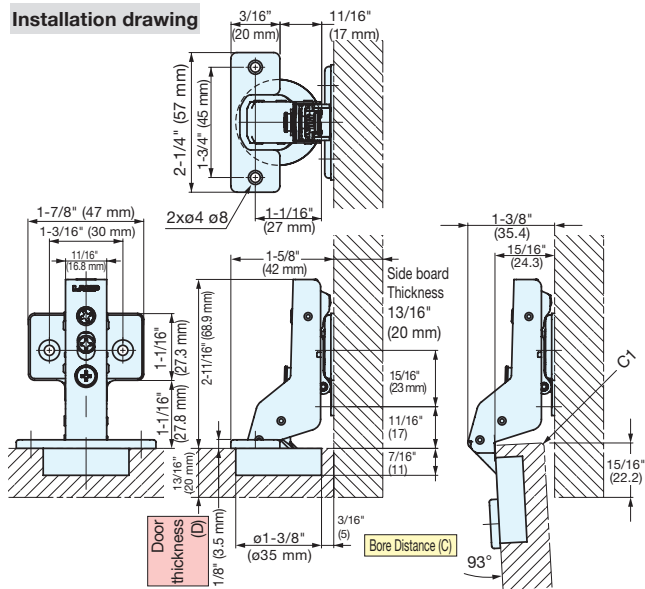 Installation drawing
3/16"
(20 mm)
11/16"
(17 mm)
2-1/4" (57 mm)
1-3/4" (45 mm)
2xø4 ø8
1-1/16"
(27 mm)
1-7/8" (47 mm)
1-3/16" (30 mm)
11/16"
(16.8 mm)
LAMP
1-1/16"
(27.3 mm)
1-1/16"
(27.8 mm)
1-5/8"
(42 mm)
2-11/16" (68.9 mm)
Side board
Thickness
13/16"
(20 mm)
15/16"
(23 mm)
11/16"
(17)
7/16"
(11)
13/16"
(20 mm)
Door
thickness
(D)
1/8" (3.5 mm)
ø1-3/8"
(ø35 mm)
3/16"
(5)
Bore Distance (C)
1-3/8"
(35.4)
15/16"
(24.3)
C1
15/16"
(22.2)
93°